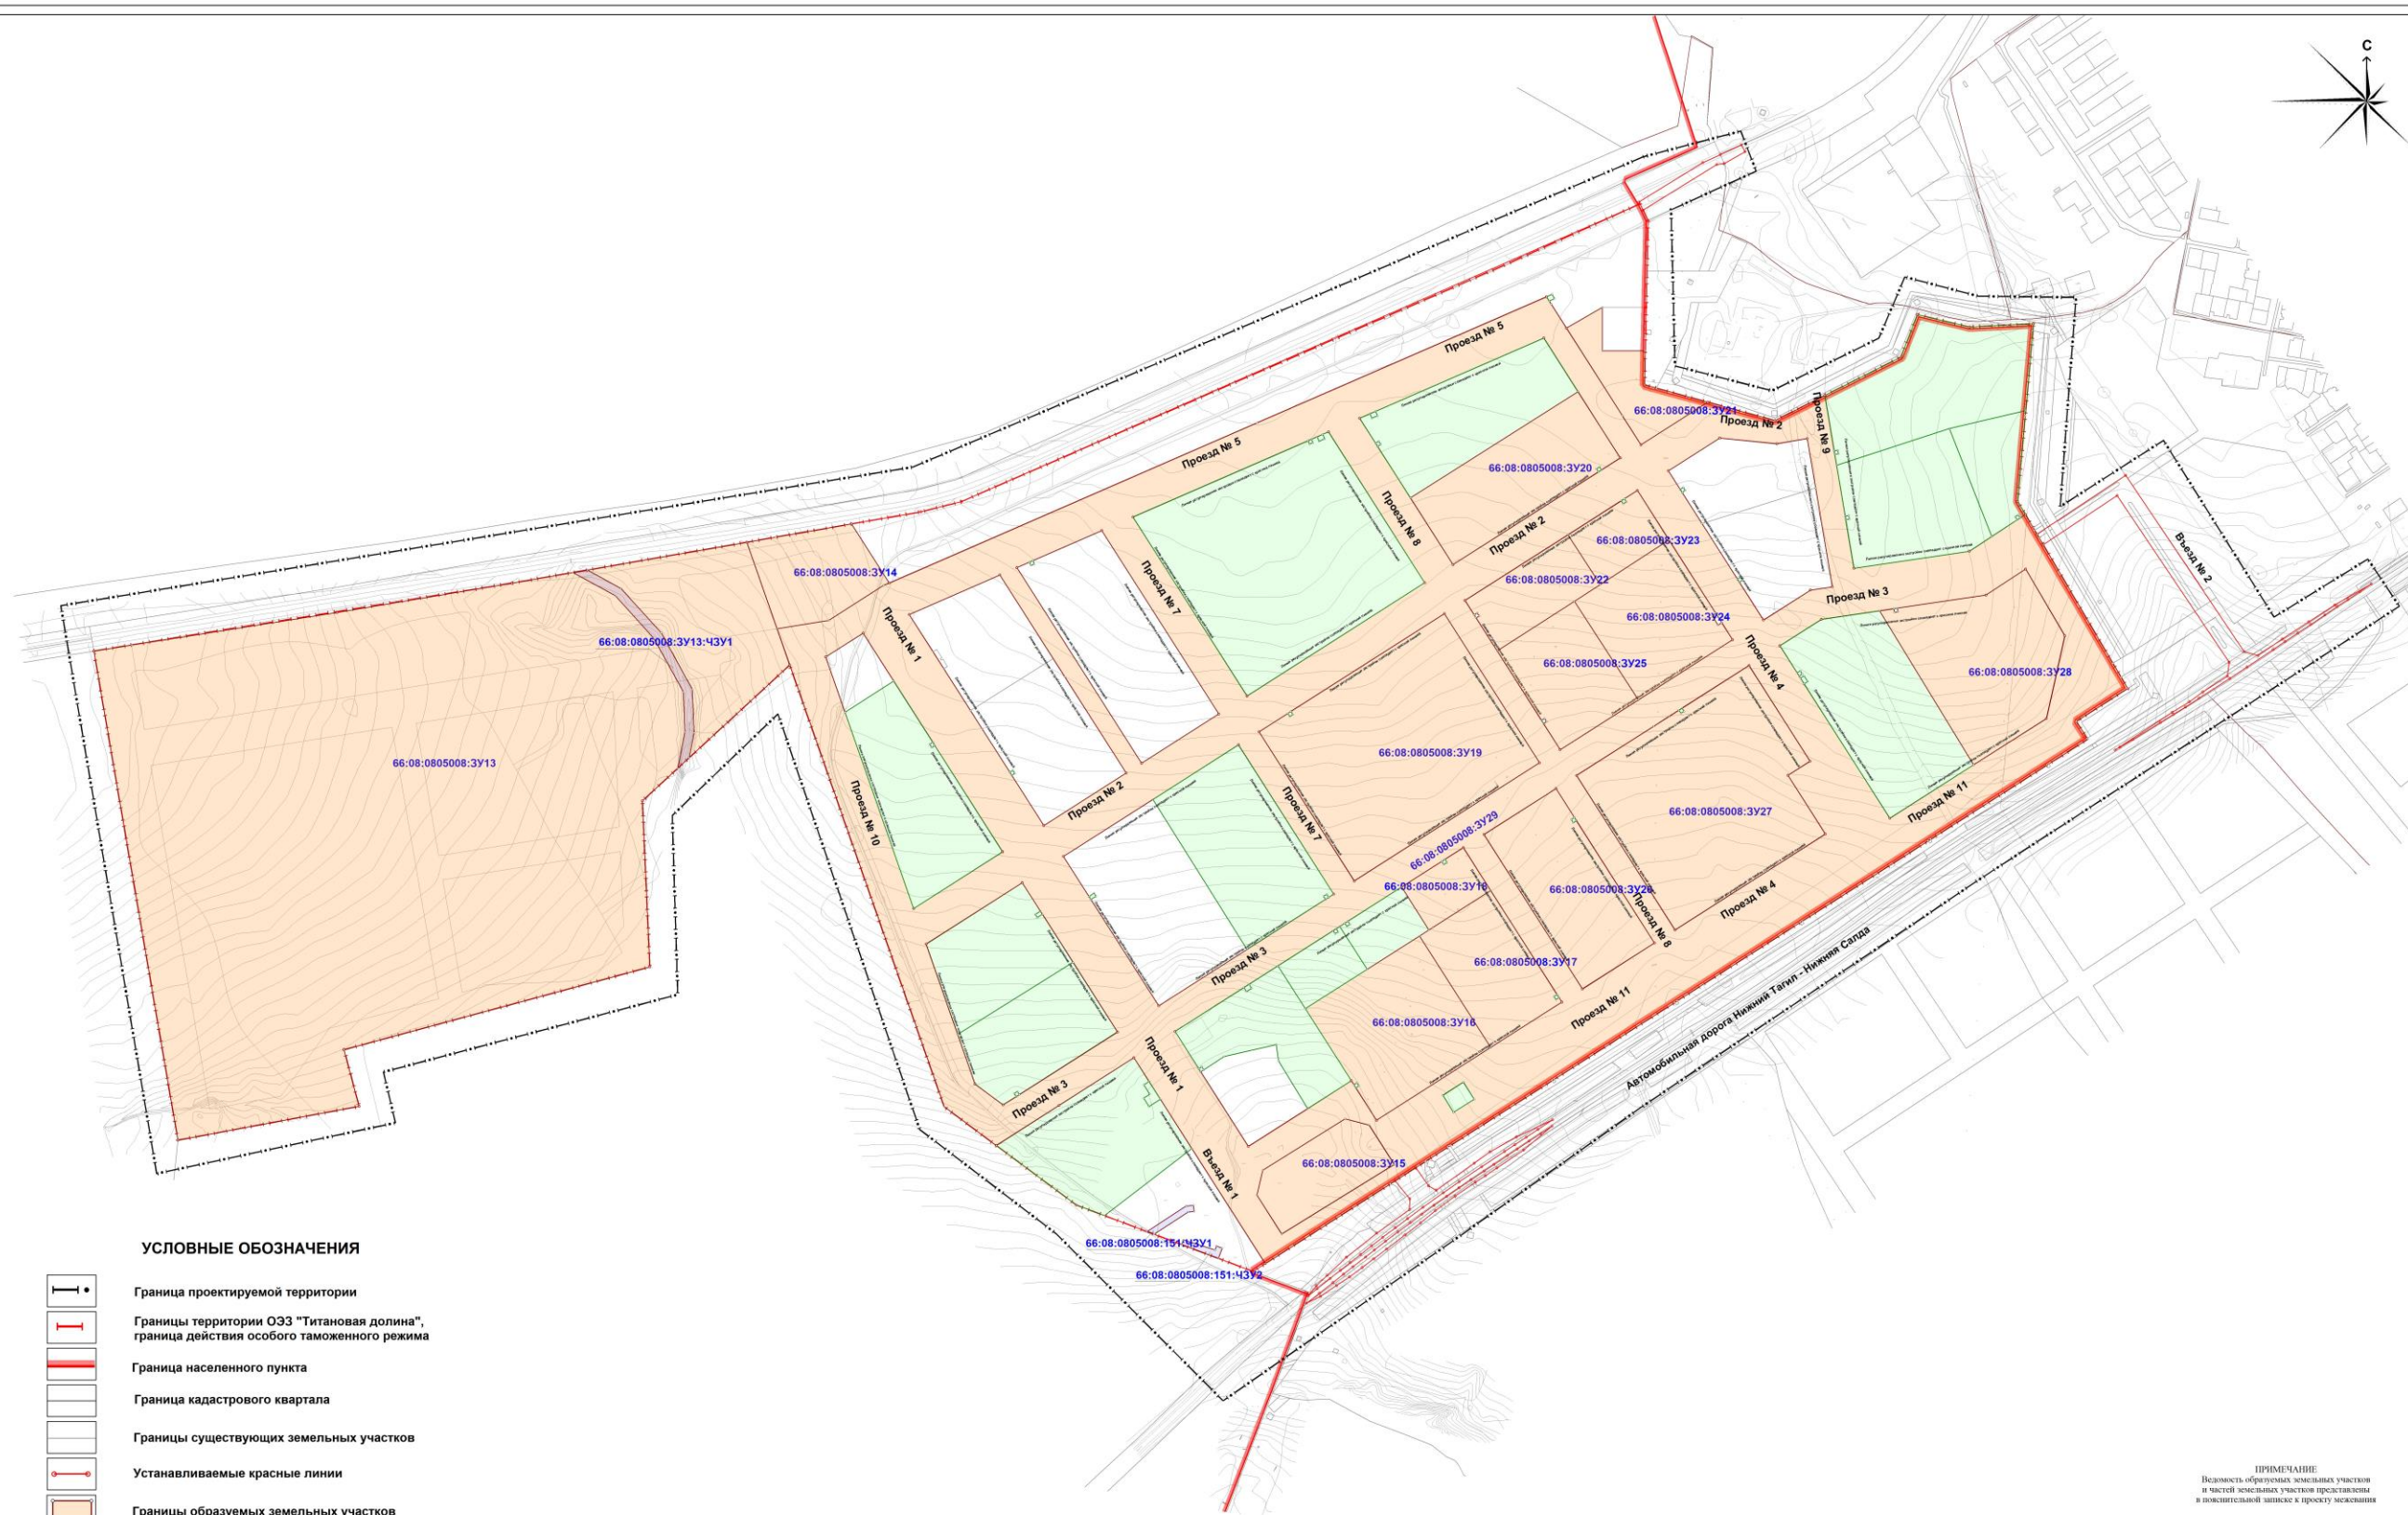 С
Проезд № 5
Проезд № 5
66:08:0805008:ЗУ21
Проезд № 2
Проезд № 9
66:08:0805008:ЗУ20
Проезд № 8
Проезд № 2
66:08:0805008:ЗУ23
Въезд № 2
66:08:0805008:ЗУ14
66:08:0805008:ЗУ22
Проезд № 7
Проезд № 3
66:08:0805008:ЗУ24
Проезд № 1
66:08:0805008:ЗУ13:ЧЗУ1
66:08:0805008:ЗУ25
Проезд № 4
66:08:0805008:ЗУ28
66:08:0805008:ЗУ13
66:08:0805008:ЗУ19
Проезд № 2
Проезд № 10
Проезд № 7
66:08:0805008:ЗУ27
Проезд № 11
66:08:0805008:ЗУ29
66:08:0805008:ЗУ18
66:08:0805008:ЗУ26
Проезд № 4
Проезд № 8
Проезд № 3
66:08:0805008:ЗУ17
Проезд № 11
66:08:0805008:ЗУ16
Автомобильная дорога Нижний Тагил - Нижняя Салда
Проезд № 1
Проезд № 3
66:08:0805008:ЗУ15
Въезд № 1
66:08:0805008:151:ЧЗУ1
66:08:0805008:151:ЧЗУ2
УСЛОВНЫЕ ОБОЗНАЧЕНИЯ
Граница проектируемой территории
Границы территории ОЭЗ "Титановая долина",
граница действия особого таможенного режима
Граница населенного пункта
Граница кадастрового квартала
Границы существующих земельных участков
Устанавливаемые красные линии
Границы образуемых земельных участков
ПРИМЕЧАНИЕ
Ведомость образуемых земельных участков
и частей земельных участков представлены
в пояснительной записке к проекту межевания